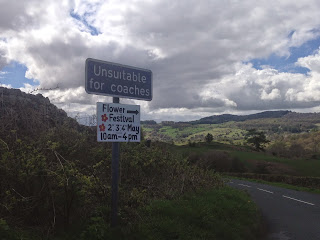 Unsuitable
for coaches
Flower
Festival
2 3 4 May
10am-4pm